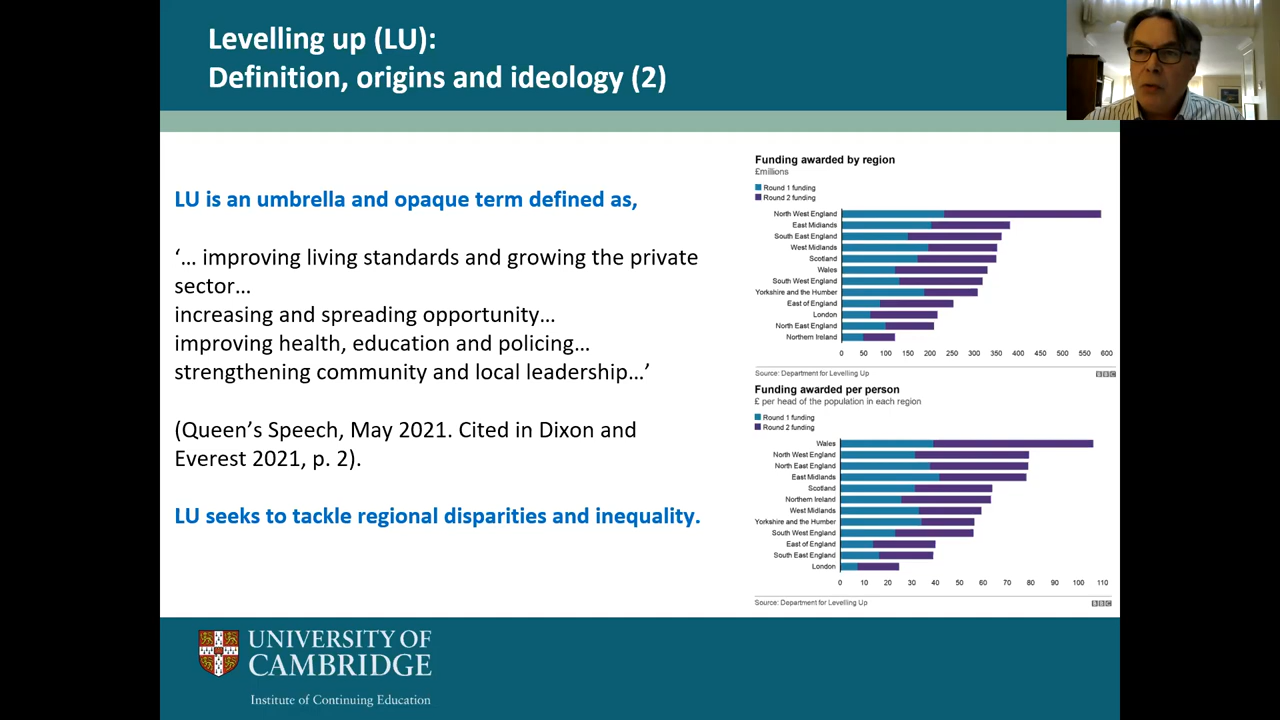 Levelling up (LU):
Definition, origins and ideology (2)
LU is an umbrella and opaque term defined as,
‘… improving living standards and growing the private
sector…
increasing and spreading opportunity…
improving health, education and policing…
strengthening community and local leadership…’
(Queen’s Speech, May 2021. Cited in Dixon and
Everest 2021, p. 2).
LU seeks to tackle regional disparities and inequality.
Funding awarded by region
£millions
Round 1 funding
Round 2 funding
North West England
East Midlands
South East England
West Midlands
Scotland
Wales
South West England
Yorkshire and the Humber
East of England
London
North East England
Northern Ireland
0 50 100 150 200 250 300 350 400 450 500 550 600
Source: Department for Levelling Up
BBC
Funding awarded per person
£ per head of the population in each region
Round 1 funding
Round 2 funding
Wales
North West England
North East England
East Midlands
Scotland
Northern Ireland
West Midlands
Yorkshire and the Humber
South West England
East of England
South East England
London
0 10 20 30 40 50 60 70 80 90 100 110
Source: Department for Levelling Up
BBC
UNIVERSITY OF
CAMBRIDGE
Institute of Continuing Education